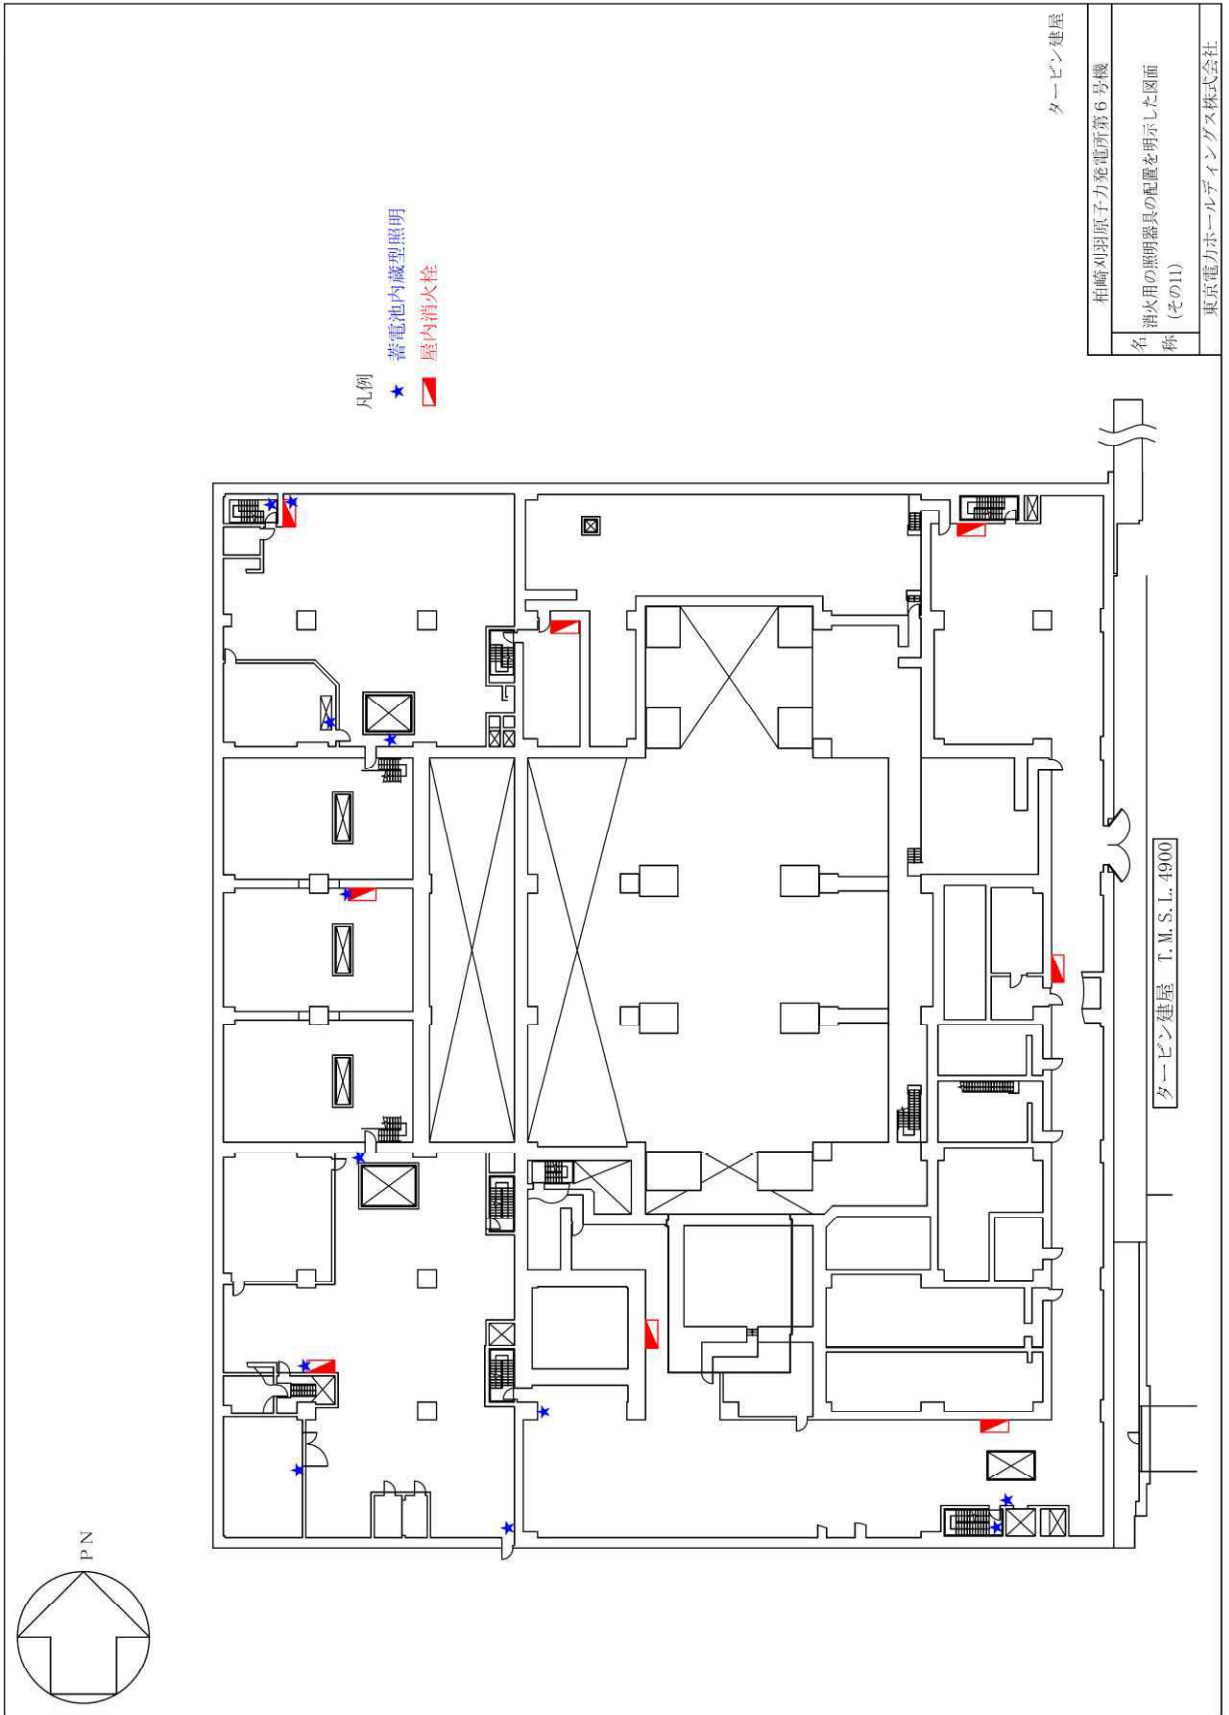 PN
凡例
蓄電池内蔵型照明
屋内消火栓
タービン建屋 T.M.S.L.4900
タービン建屋
柏崎刈羽原子力発電所第6号機
名称
消火用の照明器具の配置を明示した図面
(その11)
東京電力ホールディングス株式会社